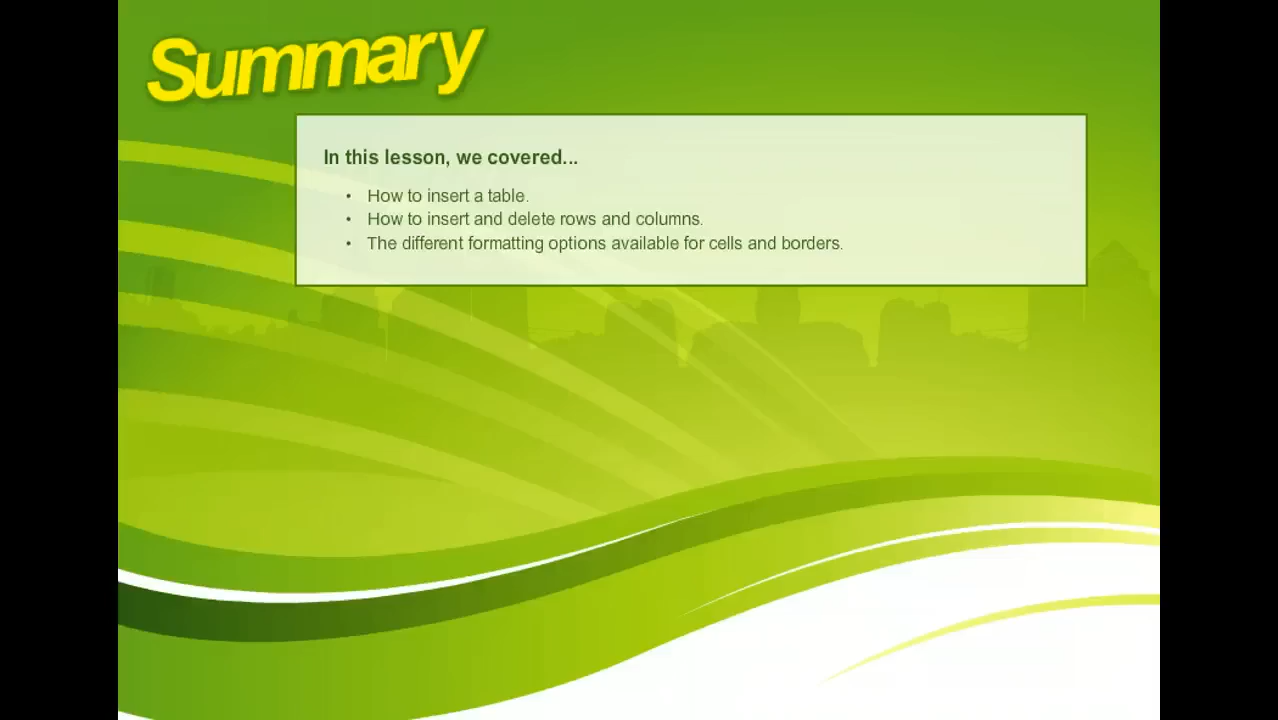 Summary
In this lesson, we covered...
• How to insert a table.
• How to insert and delete rows and columns.
• The different formatting options available for cells and borders.